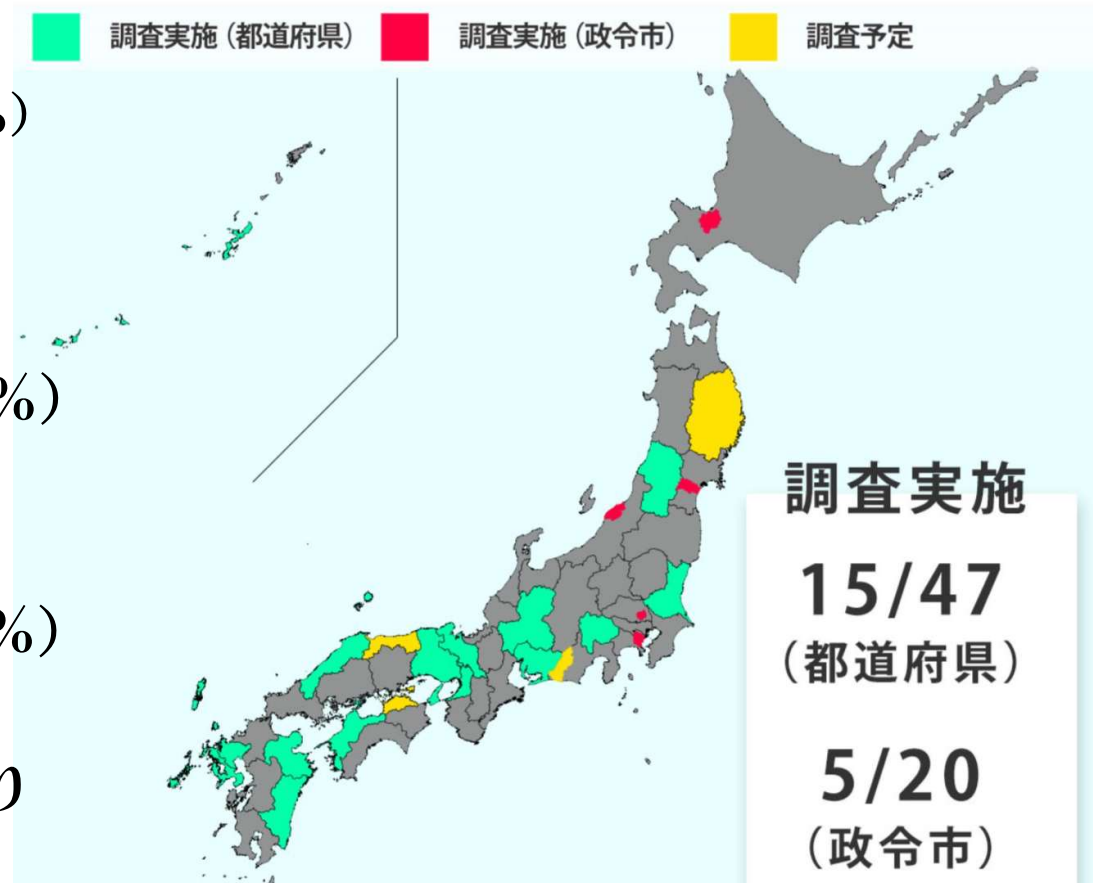 調査実施（都道府県） 調査実施（政令市） 調査予定
%）
%）
%）
の
調査実施
15/47
（都道府県）
5/20
（政令市）